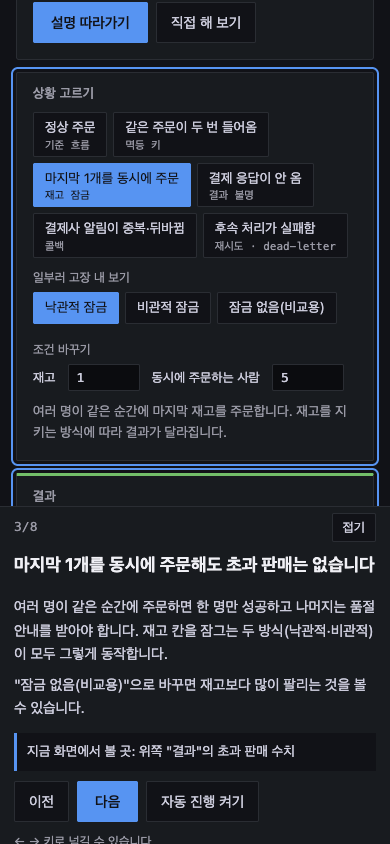 설명 따라가기
직접 해 보기
상황 고르기
정상 주문
기준 흐름
같은 주문이 두 번 들어옴
멱등 키
마지막 1개를 동시에 주문
재고 잠금
결제 응답이 안 옴
결과 불명
결제사 알림이 중복·뒤바뀜
콜백
후속 처리가 실패함
재시도 · dead-letter
일부러 고장 내 보기
낙관적 잠금
비관적 잠금
잠금 없음(비교용)
조건 바꾸기
재고
1
동시에 주문하는 사람
5
여러 명이 같은 순간에 마지막 재고를 주문합니다. 재고를 지
키는 방식에 따라 결과가 달라집니다.
결과
3/8
접기
마지막 1개를 동시에 주문해도 초과 판매는 없습니다
여러 명이 같은 순간에 주문하면 한 명만 성공하고 나머지는 품절
안내를 받아야 합니다. 재고 칸을 잠그는 두 방식(낙관적·비관적)
이 모두 그렇게 동작합니다.
"잠금 없음(비교용)"으로 바꾸면 재고보다 많이 팔리는 것을 볼
수 있습니다.
지금 화면에서 볼 곳: 위쪽 "결과"의 초과 판매 수치
이전
다음
자동 진행 켜기
← → 키로 넘길 수 있습니다